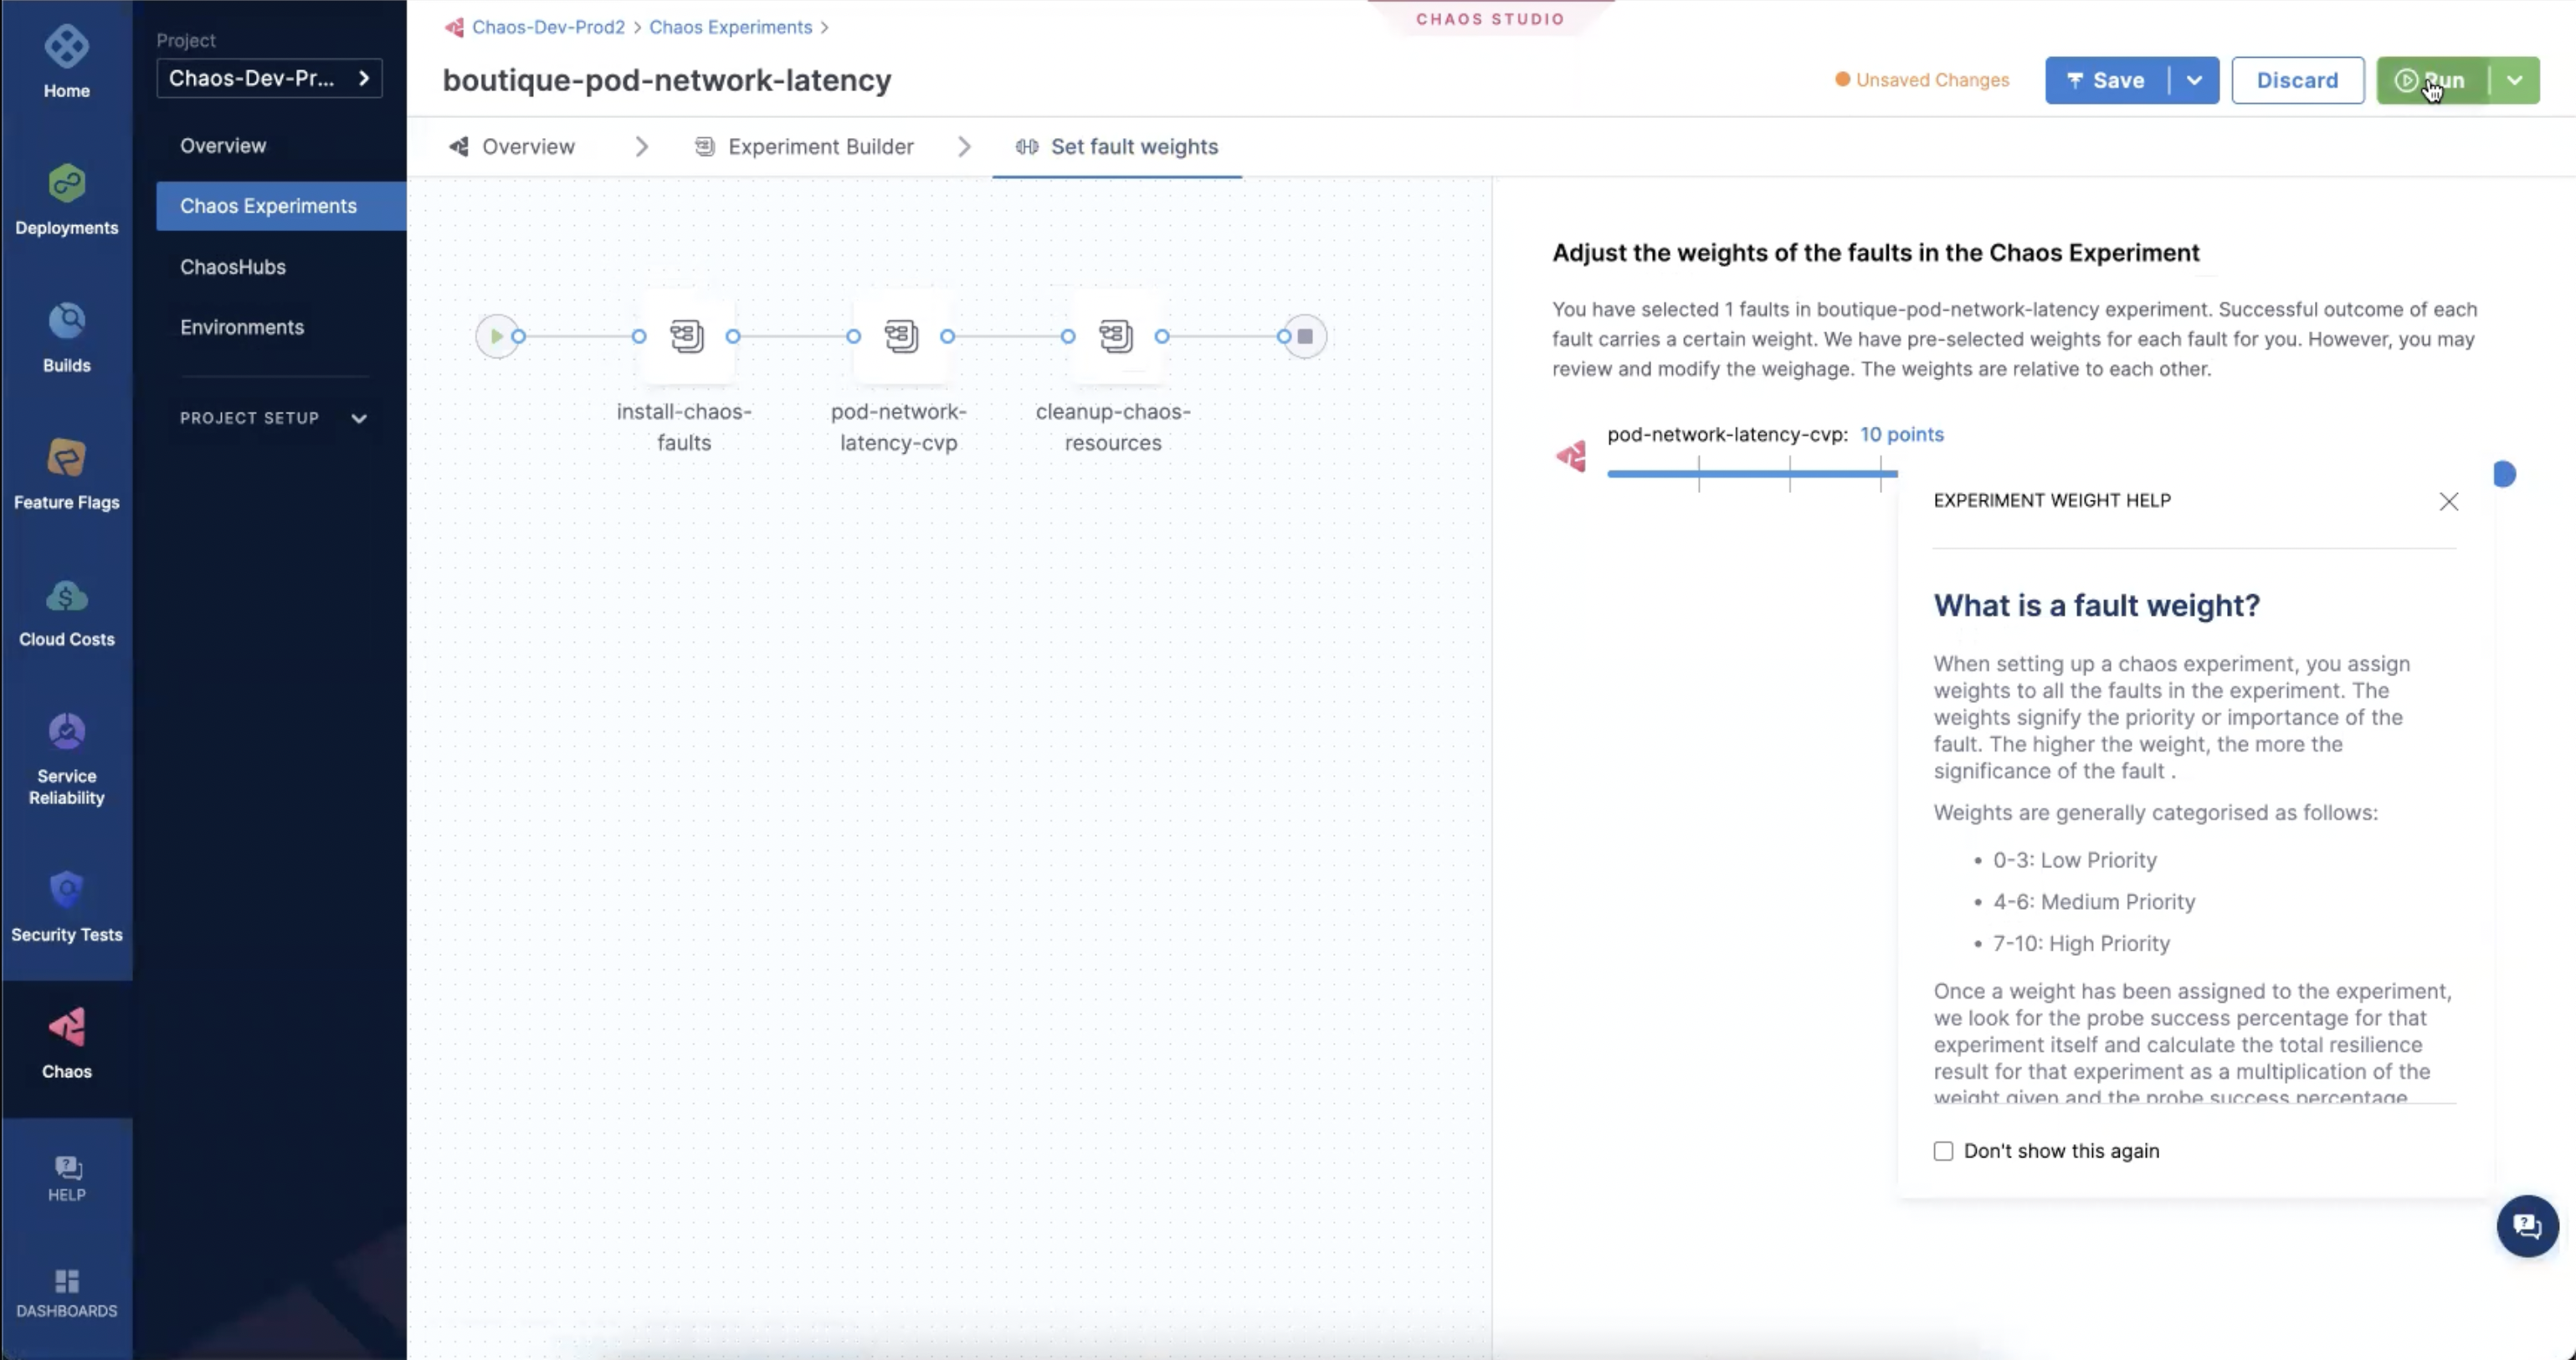 Home
Deployments
Builds
Feature Flags
Cloud Costs
Service
Reliability
Security Tests
Chaos
HELP
DASHBOARDS
Project
Chaos-Dev-Pr...
Overview
Chaos Experiments
ChaosHubs
Environments
PROJECT SETUP
Chaos-Dev-Prod2 > Chaos Experiments >
CHAOS STUDIO
boutique-pod-network-latency
Unsaved Changes
Save
Discard
Run
Overview
Experiment Builder
Set fault weights
install-chaos-
faults
pod-network-
latency-cvp
cleanup-chaos-
resources
Adjust the weights of the faults in the Chaos Experiment
You have selected 1 faults in boutique-pod-network-latency experiment. Successful outcome of each
fault carries a certain weight. We have pre-selected weights for each fault for you. However, you may
review and modify the weighage. The weights are relative to each other.
pod-network-latency-cvp: 10 points
EXPERIMENT WEIGHT HELP
What is a fault weight?
When setting up a chaos experiment, you assign
weights to all the faults in the experiment. The
weights signify the priority or importance of the
fault. The higher the weight, the more the
significance of the fault .
Weights are generally categorised as follows:
• 0-3: Low Priority
• 4-6: Medium Priority
• 7-10: High Priority
Once a weight has been assigned to the experiment,
we look for the probe success percentage for that
experiment itself and calculate the total resilience
result for that experiment as a multiplication of the
weight given and the probe success percentage
Don't show this again